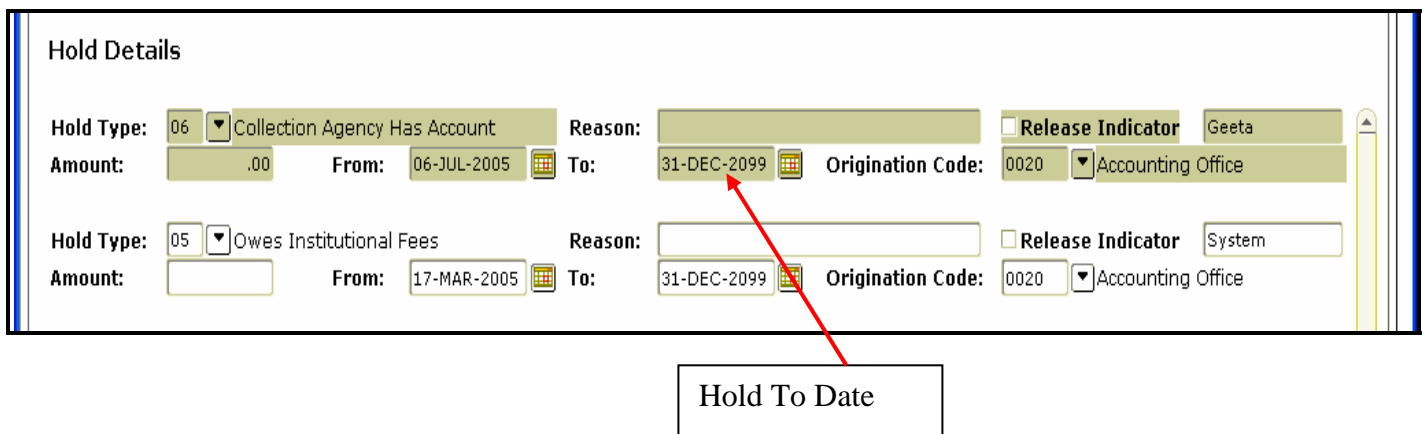 Hold Details
Hold Type: 06 Collection Agency Has Account Reason: Release Indicator Geeta
Amount: .00 From: 06-JUL-2005 To: 31-DEC-2099 Origination Code: 0020 Accounting Office
Hold Type: 05 Owes Institutional Fees Reason: Release Indicator System
Amount: From: 17-MAR-2005 To: 31-DEC-2099 Origination Code: 0020 Accounting Office
Hold To Date